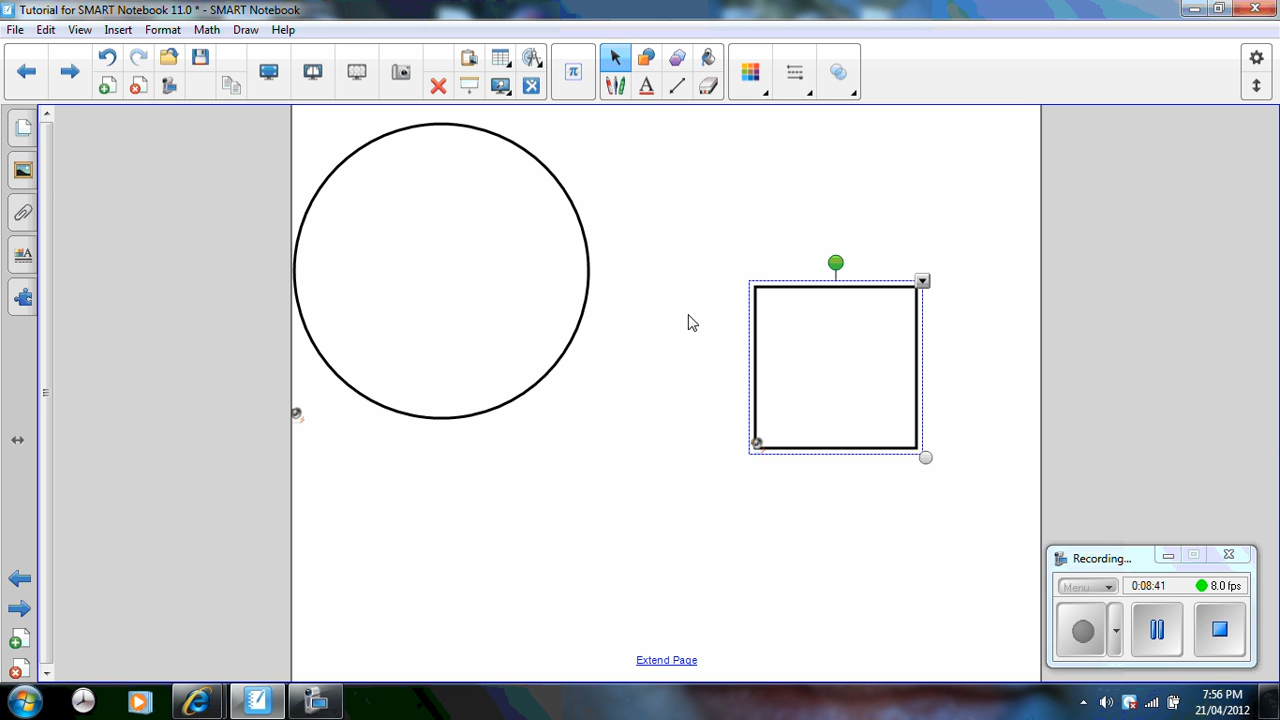 Tutorial for SMART Notebook 11.0 * - SMART Notebook
File Edit View Insert Format Math Draw Help
π
A
Recording...
Menu 0:08:41 8.0 fps
Extend Page
7:56 PM
21/04/2012